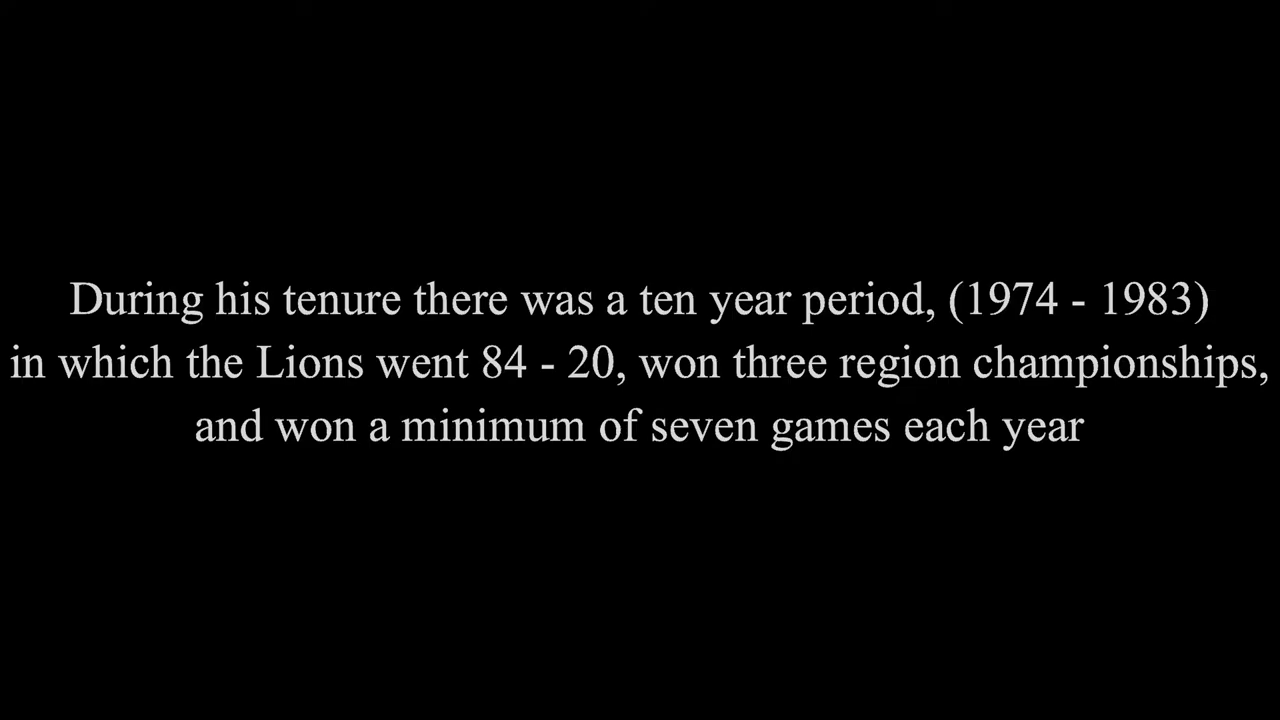 During his tenure there was a ten year period, (1974 - 1983)
in which the Lions went 84 - 20, won three region championships,
and won a minimum of seven games each year